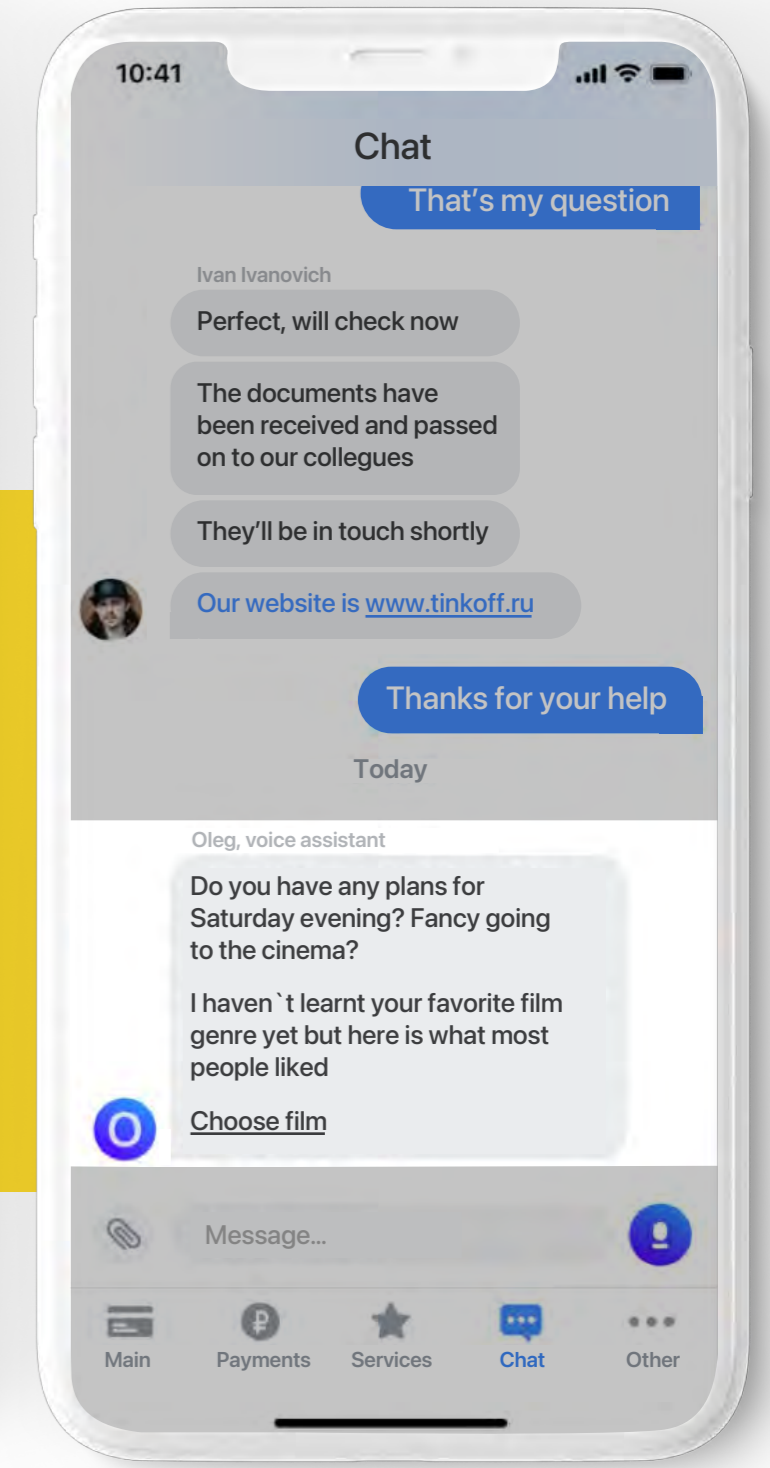 10:41
Chat
That's my question
Ivan Ivanovich
Perfect, will check now
The documents have
been received and passed
on to our collegues
They'll be in touch shortly
Our website is www.tinkoff.ru
Thanks for your help
Today
Oleg, voice assistant
Do you have any plans for
Saturday evening? Fancy going
to the cinema?
I haven`t learnt your favorite film
genre yet but here is what most
people liked
Choose film
O
Message...
Main Payments Services Chat Other